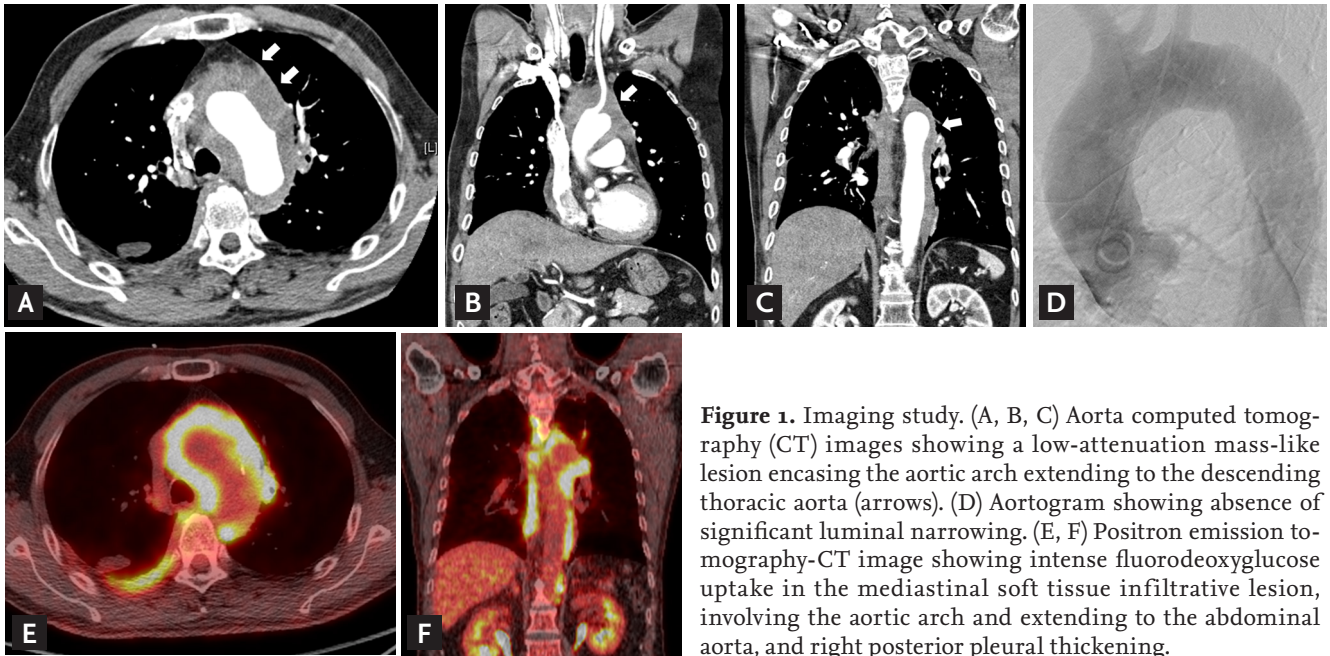 [L]
A
B
C
D
E
F
Figure 1. Imaging study. (A, B, C) Aorta computed tomog-
raphy (CT) images showing a low-attenuation mass-like
lesion encasing the aortic arch extending to the descending
thoracic aorta (arrows). (D) Aortogram showing absence of
significant luminal narrowing. (E, F) Positron emission to-
mography-CT image showing intense fluorodeoxyglucose
uptake in the mediastinal soft tissue infiltrative lesion,
involving the aortic arch and extending to the abdominal
aorta, and right posterior pleural thickening.